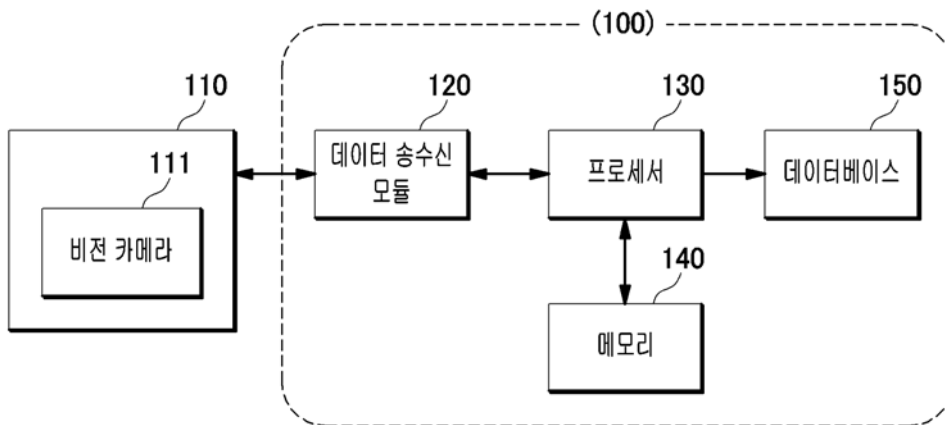 (100)
110
120
130
150
111
데이터 송수신
모듈
프로세서
데이터베이스
비전 카메라
140
메모리